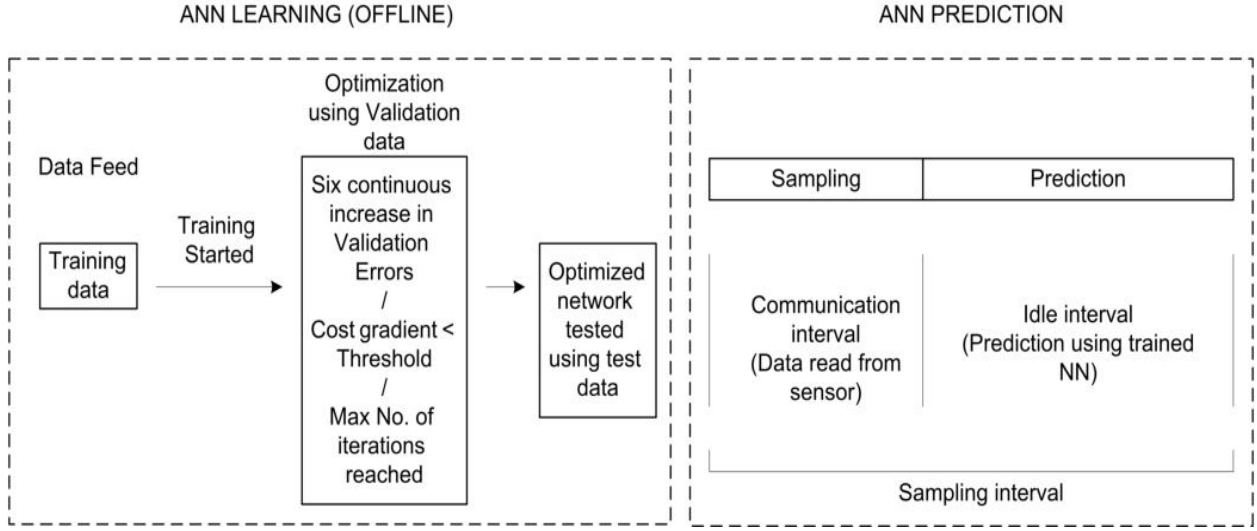 ANN LEARNING (OFFLINE)
Data Feed
Training
data
Training
Started
Optimization
using Validation
data
Six continuous
increase in
Validation
Errors
/
Cost gradient <
Threshold
/
Max No. of
iterations
reached
Optimized
network
tested
using test
data
ANN PREDICTION
Sampling
Prediction
Communication
interval
(Data read from
sensor)
Idle interval
(Prediction using trained
NN)
Sampling interval